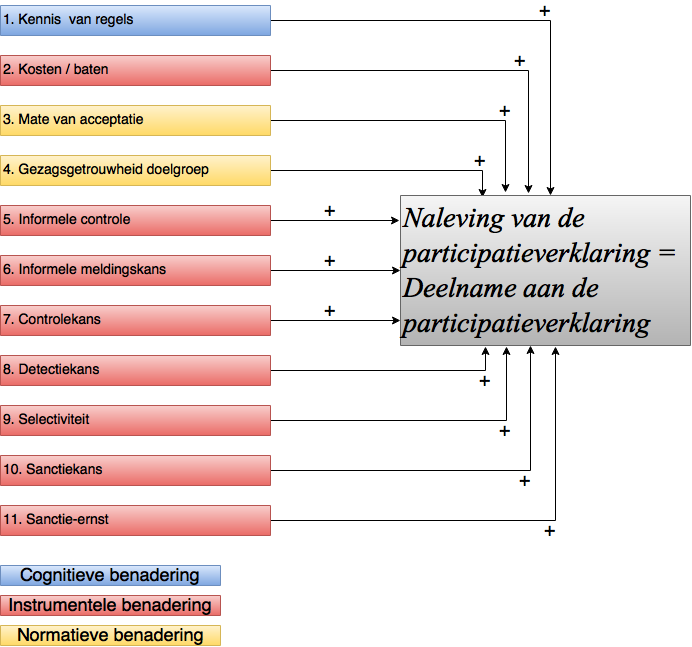 1. Kennis van regels
+
2. Kosten / baten
+
3. Mate van acceptatie
+
4. Gezagsgetrouwheid doelgroep
+
5. Informele controle
+
6. Informele meldingskans
+
7. Controlekans
+
8. Detectiekans
+
9. Selectiviteit
+
10. Sanctiekans
+
11. Sanctie-ernst
+
Naleving van de
participatieverklaring =
Deelname aan de
participatieverklaring
Cognitieve benadering
Instrumentele benadering
Normatieve benadering